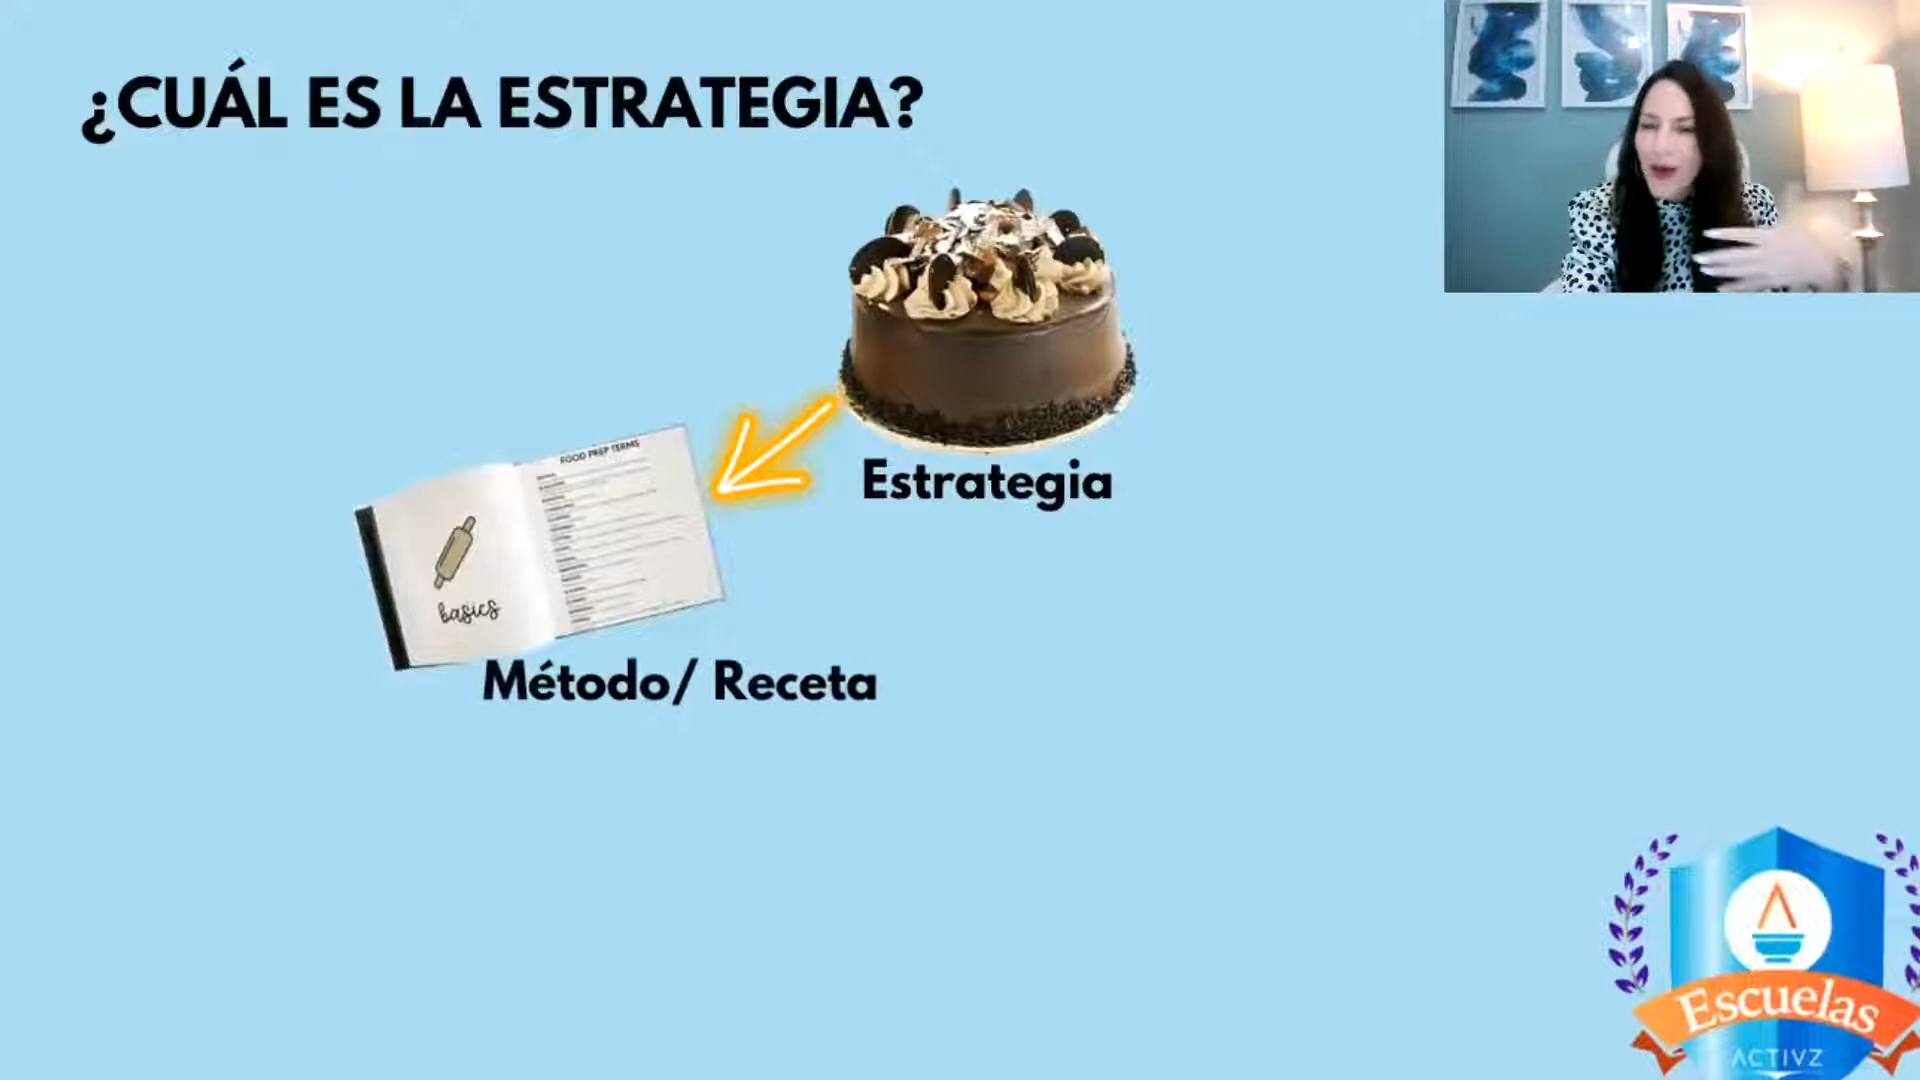 ¿CUÁL ES LA ESTRATEGIA?
Estrategia
FOOD PREP TERMS
basics
Método/ Receta
Escuelas
ACTIVZ